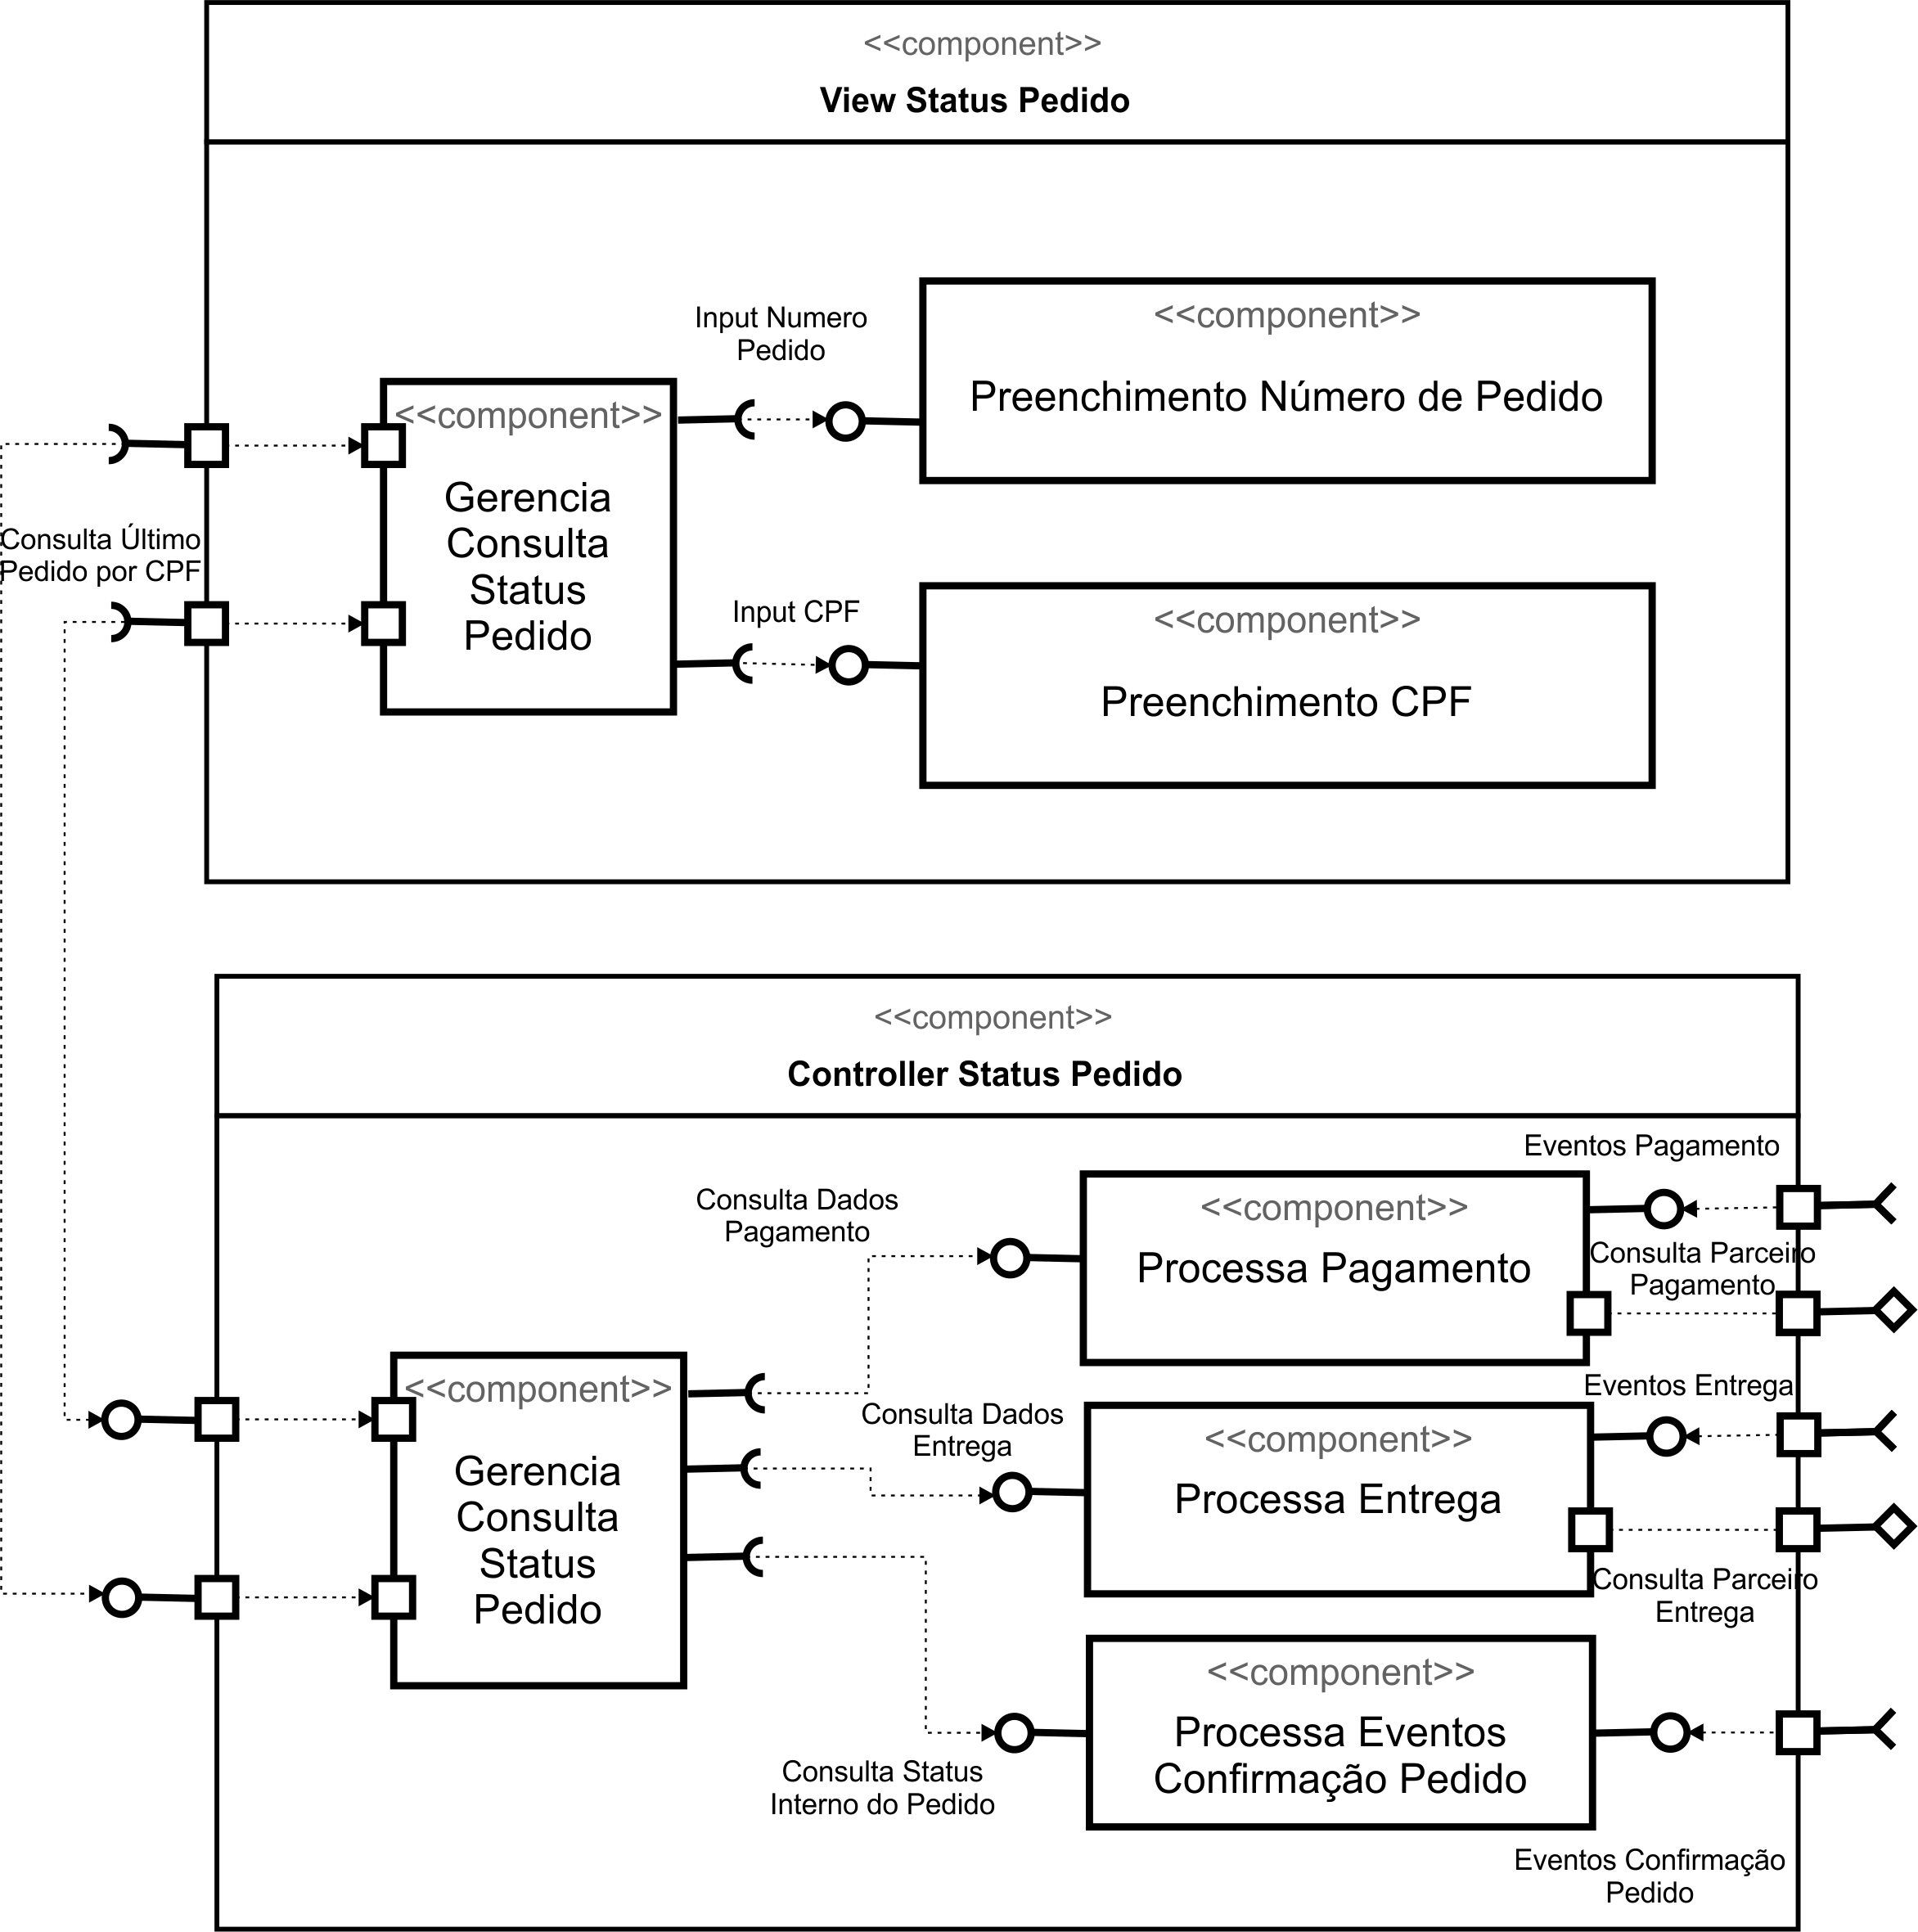 <<component>>
View Status Pedido
Input Numero
Pedido
<<component>>
Preenchimento Número de Pedido
<<component>>
Gerencia
Consulta
Status
Pedido
Consulta Último
Pedido por CPF
Input CPF
<<component>>
Preenchimento CPF
<<component>>
Controller Status Pedido
Eventos Pagamento
Consulta Dados
Pagamento
<<component>>
Processa Pagamento
Consulta Parceiro
Pagamento
<<component>>
Gerencia
Consulta
Status
Pedido
Eventos Entrega
Consulta Dados
Entrega
<<component>>
Processa Entrega
Consulta Parceiro
Entrega
<<component>>
Processa Eventos
Confirmação Pedido
Consulta Status
Interno do Pedido
Eventos Confirmação
Pedido